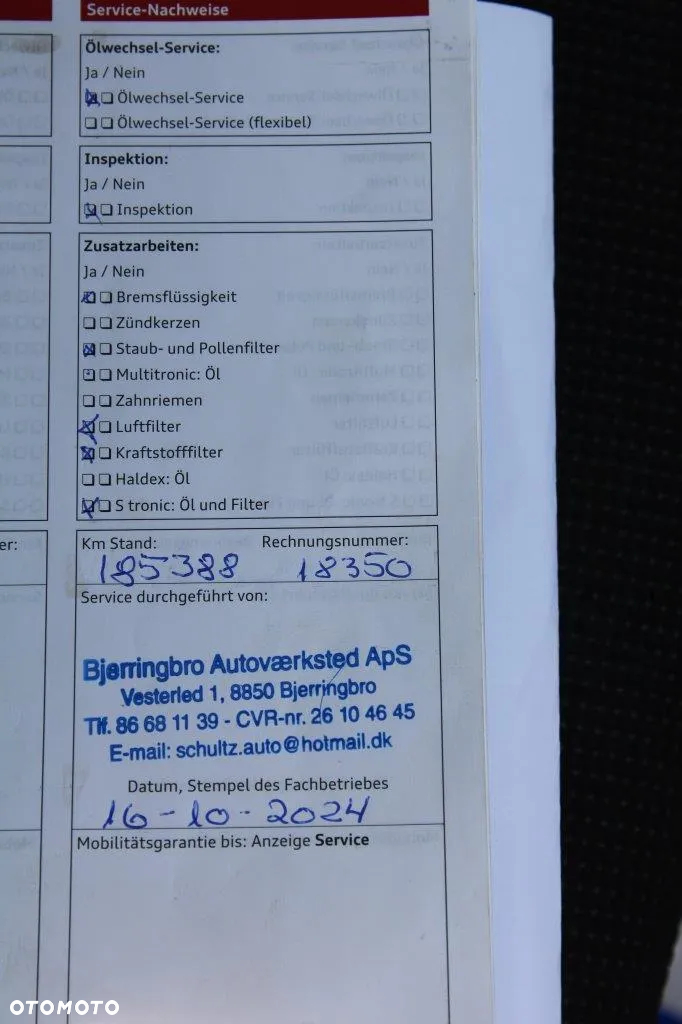 Service-Nachweise
Ölwechsel-Service:
Ja / Nein
Ölwechsel-Service
Ölwechsel-Service (flexibel)
Inspektion:
Ja / Nein
Inspektion
Zusatzarbeiten:
Ja / Nein
Bremsflüssigkeit
Zündkerzen
Staub- und Pollenfilter
Multitronic: Öl
Zahnriemen
Luftfilter
Kraftstofffilter
Haldex: Öl
S tronic: Öl und Filter
er:
Km Stand: Rechnungsnummer:
185388 18350
Service durchgeführt von:
Bjerringbro Autoværksted ApS
Vesterled 1, 8850 Bjerringbro
Tlf. 86 68 11 39 - CVR-nr. 26 10 46 45
E-mail: schultz.auto@hotmail.dk
Datum, Stempel des Fachbetriebes
16-10-2024
Mobilitätsgarantie bis: Anzeige Service
OTOMOTO